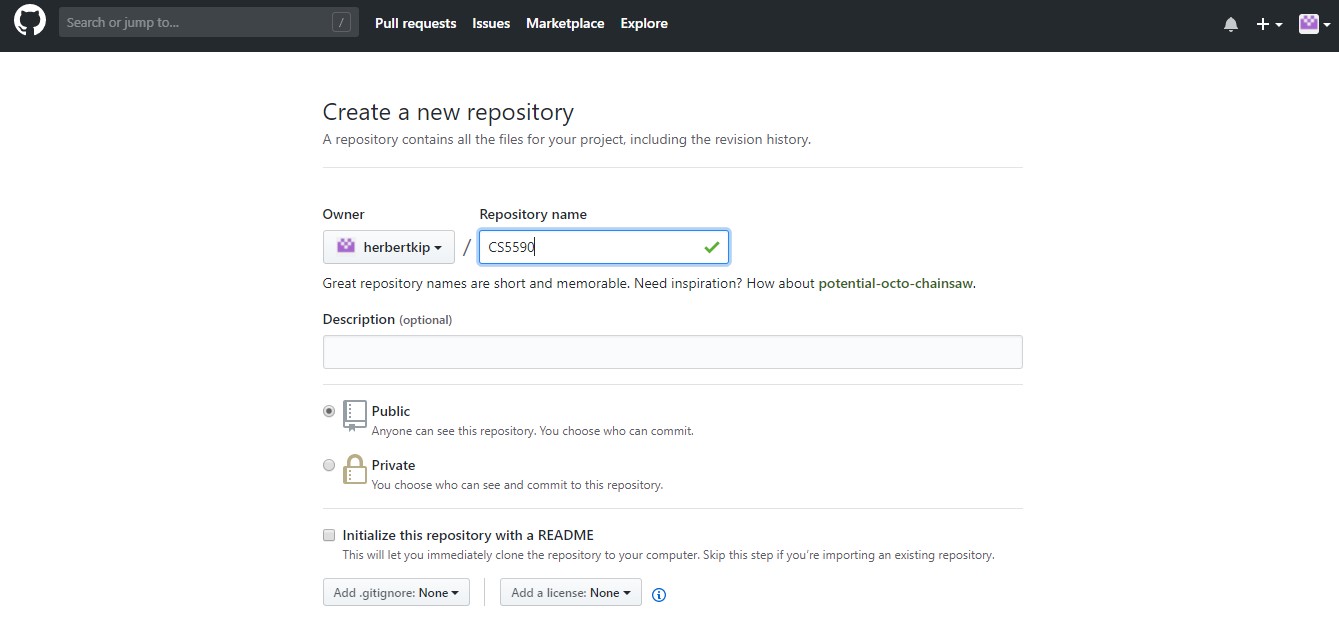 Search or jump to... / Pull requests Issues Marketplace Explore
Create a new repository
A repository contains all the files for your project, including the revision history.
Owner Repository name
herbertkip / CS5590
Great repository names are short and memorable. Need inspiration? How about potential-octo-chainsaw.
Description (optional)
Public
Anyone can see this repository. You choose who can commit.
Private
You choose who can see and commit to this repository.
Initialize this repository with a README
This will let you immediately clone the repository to your computer. Skip this step if you’re importing an existing repository.
Add .gitignore: None Add a license: None